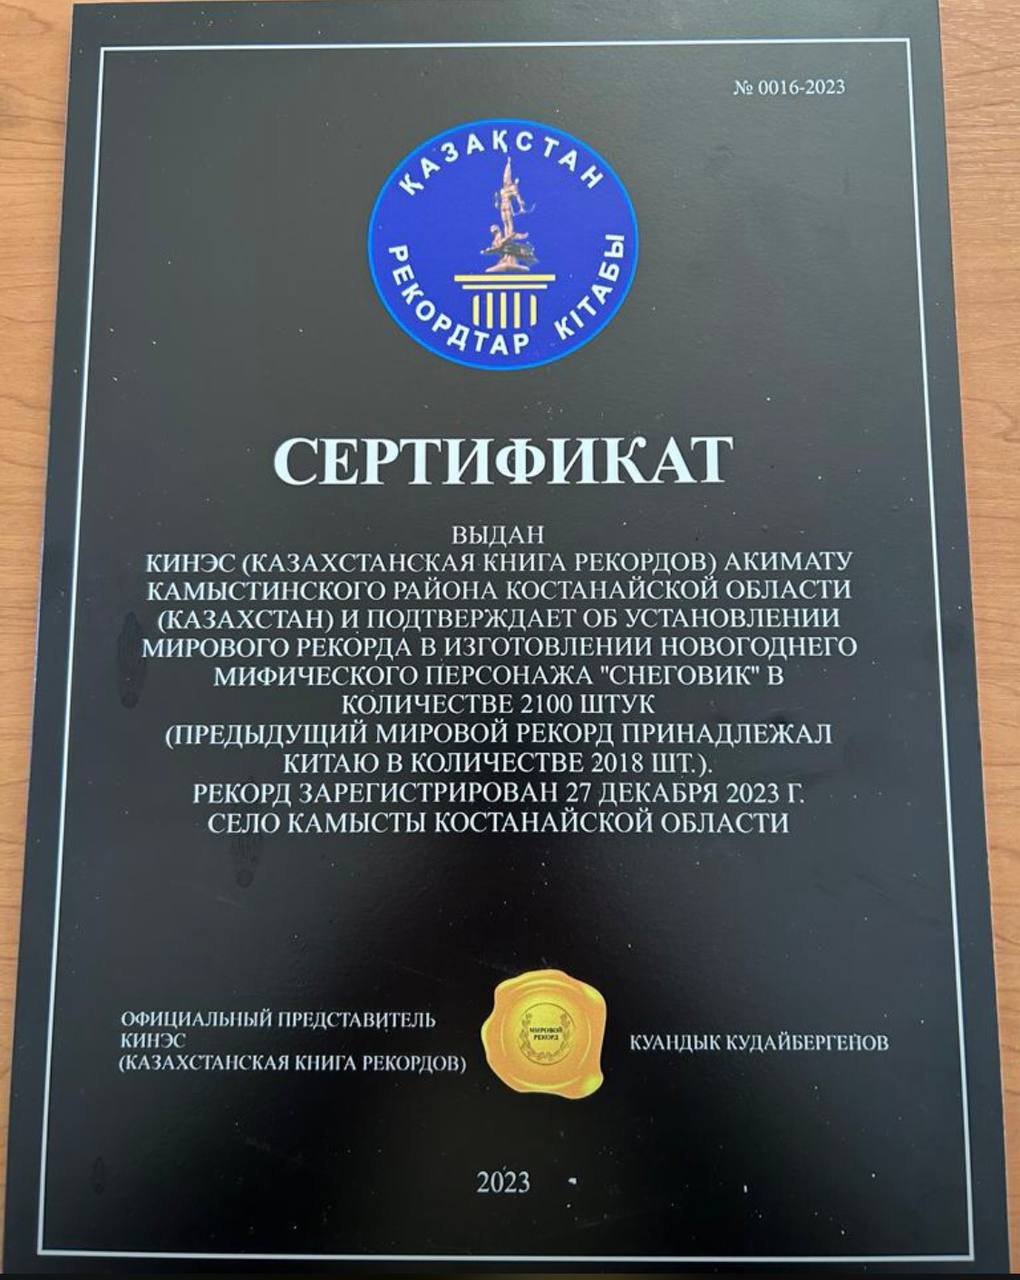 № 0016-2023
ҚАЗАҚСТАН
РЕКОРДТАР КІТАБЫ
СЕРТИФИКАТ
ВЫДАН
КИНЭС (КАЗАХСТАНСКАЯ КНИГА РЕКОРДОВ) АКИМАТУ
КАМЫСТИНСКОГО РАЙОНА КОСТАНАЙСКОЙ ОБЛАСТИ
(КАЗАХСТАН) И ПОДТВЕРЖДАЕТ ОБ УСТАНОВЛЕНИИ
МИРОВОГО РЕКОРДА В ИЗГОТОВЛЕНИИ НОВОГОДНЕГО
МИФИЧЕСКОГО ПЕРСОНАЖА "СНЕГОВИК" В
КОЛИЧЕСТВЕ 2100 ШТУК
(ПРЕДЫДУЩИЙ МИРОВОЙ РЕКОРД ПРИНАДЛЕЖАЛ
КИТАЮ В КОЛИЧЕСТВЕ 2018 ШТ.).
РЕКОРД ЗАРЕГИСТРИРОВАН 27 ДЕКАБРЯ 2023 Г.
СЕЛО КАМЫСТЫ КОСТАНАЙСКОЙ ОБЛАСТИ
ОФИЦИАЛЬНЫЙ ПРЕДСТАВИТЕЛЬ
КИНЭС
(КАЗАХСТАНСКАЯ КНИГА РЕКОРДОВ)
МИРОВОЙ
РЕКОРД
КУАНДЫК КУДАЙБЕРГЕНОВ
2023